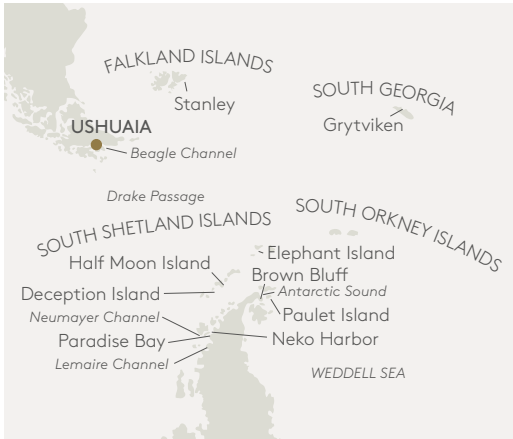 FALKLAND ISLANDS
Stanley
SOUTH GEORGIA
Grytviken
USHUAIA
Beagle Channel
Drake Passage
SOUTH SHETLAND ISLANDS
SOUTH ORKNEY ISLANDS
Elephant Island
Half Moon Island
Brown Bluff
Deception Island
Antarctic Sound
Neumayer Channel
Paulet Island
Paradise Bay
Neko Harbor
Lemaire Channel
WEDDELL SEA